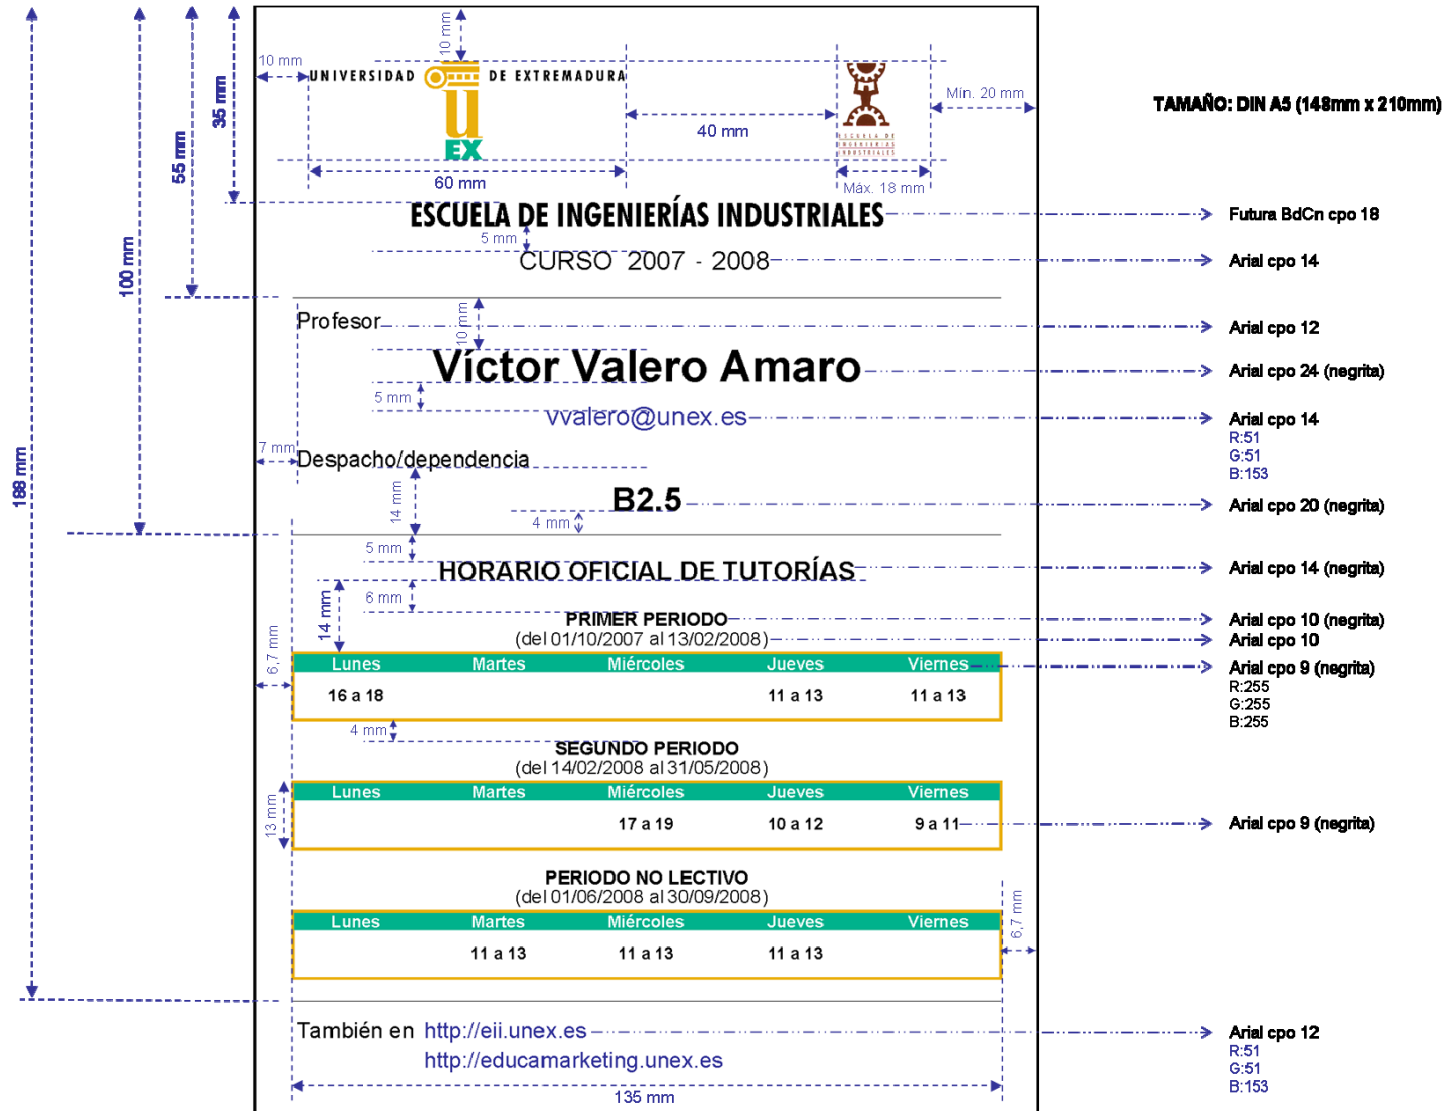 10 mm
10 mm
UNIVERSIDAD DE EXTREMADURA
EX
ESCUELA DE
INGENIERIAS
INDUSTRIALES
Mín. 20 mm
TAMAÑO: DIN A5 (148mm x 210mm)
35 mm
40 mm
55 mm
60 mm
Máx. 18 mm
ESCUELA DE INGENIERÍAS INDUSTRIALES
Futura BdCn cpo 18
5 mm
CURSO 2007 - 2008
Arial cpo 14
100 mm
Profesor
10 mm
Arial cpo 12
Víctor Valero Amaro
Arial cpo 24 (negrita)
5 mm
vvalero@unex.es
Arial cpo 14
R:51
G:51
B:153
7 mm
Despacho/dependencia
188 mm
14 mm
B2.5
Arial cpo 20 (negrita)
4 mm
5 mm
HORARIO OFICIAL DE TUTORÍAS
Arial cpo 14 (negrita)
14 mm
6 mm
PRIMER PERIODO
Arial cpo 10 (negrita)
(del 01/10/2007 al 13/02/2008)
Arial cpo 10
6,7 mm
Lunes Martes Miércoles Jueves Viernes
Arial cpo 9 (negrita)
R:255
G:255
B:255
16 a 18 11 a 13 11 a 13
4 mm
SEGUNDO PERIODO
(del 14/02/2008 al 31/05/2008)
Lunes Martes Miércoles Jueves Viernes
13 mm
17 a 19 10 a 12 9 a 11
Arial cpo 9 (negrita)
PERIODO NO LECTIVO
(del 01/06/2008 al 30/09/2008)
6,7 mm
Lunes Martes Miércoles Jueves Viernes
11 a 13 11 a 13 11 a 13
También en http://eii.unex.es
Arial cpo 12
R:51
G:51
B:153
http://educamarketing.unex.es
135 mm